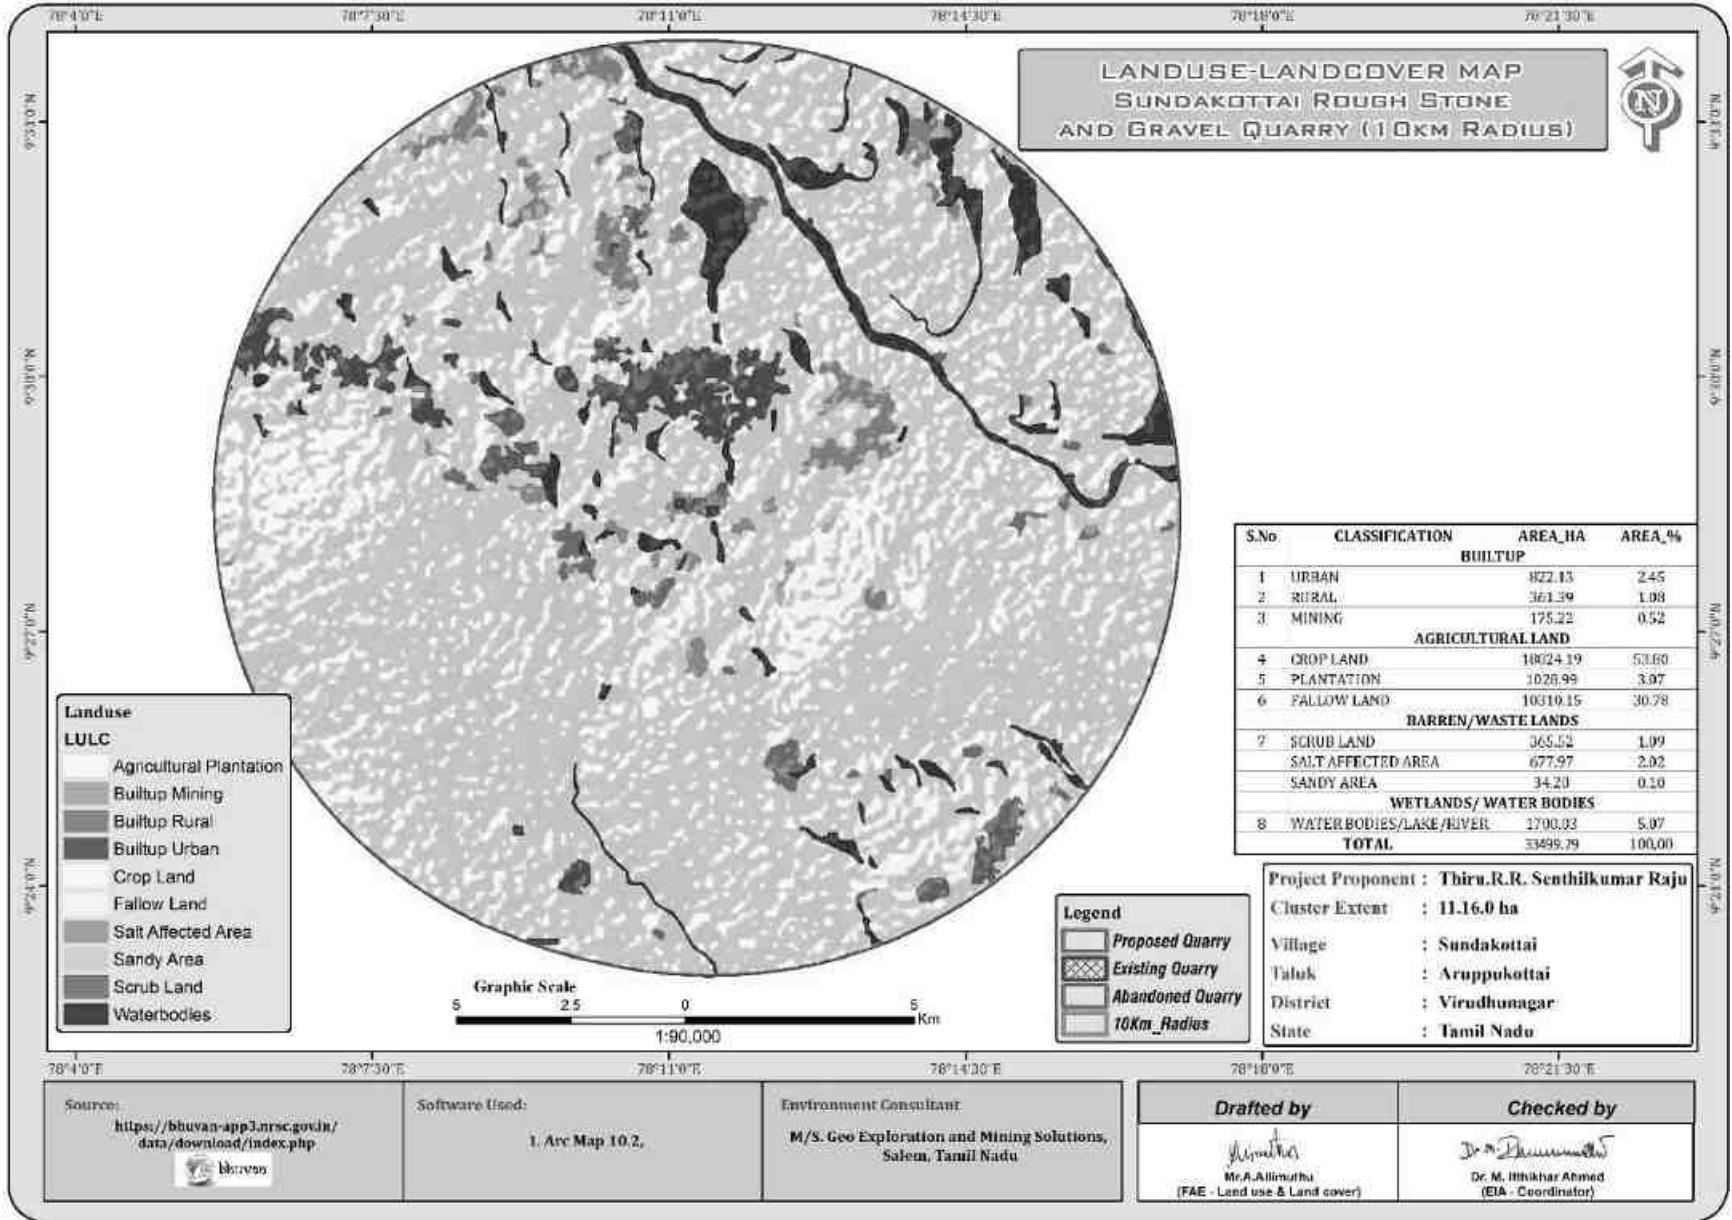 78°4'0"E 78°7'30"E 78°11'0"E 78°14'30"E 78°18'0"E 78°21'30"E
LANDUSE-LANDCOVER MAP
SUNDAKOTTAI ROUGH STONE
AND GRAVEL QUARRY (10KM RADIUS)
N
9°33'0"N
9°30'0"N
9°27'0"N
9°24'0"N
S.No CLASSIFICATION AREA_HA AREA_%
BUILTUP
1 URBAN 822.13 2.45
2 RURAL 361.39 1.08
3 MINING 175.22 0.52
AGRICULTURAL LAND
4 CROP LAND 18024.19 53.80
5 PLANTATION 1028.99 3.07
6 FALLOW LAND 10310.15 30.78
BARREN/WASTE LANDS
7 SCRUB LAND 365.52 1.09
SALT AFFECTED AREA 677.97 2.02
SANDY AREA 34.20 0.10
WETLANDS/ WATER BODIES
8 WATER BODIES/LAKE/RIVER 1700.03 5.07
TOTAL 33499.79 100.00
Landuse
LULC
Agricultural Plantation
Builtup Mining
Builtup Rural
Builtup Urban
Crop Land
Fallow Land
Salt Affected Area
Sandy Area
Scrub Land
Waterbodies
Graphic Scale
5 2.5 0 5
Km
1:90,000
Legend
Proposed Quarry
Existing Quarry
Abandoned Quarry
10Km_Radius
Project Proponent : Thiru.R.R. Senthilkumar Raju
Cluster Extent : 11.16.0 ha
Village : Sundakottai
Taluk : Aruppukottai
District : Virudhunagar
State : Tamil Nadu
78°4'0"E 78°7'30"E 78°11'0"E 78°14'30"E 78°18'0"E 78°21'30"E
Source:
https://bhuvan-app3.nrsc.gov.in/
data/download/index.php
bhuvan
Software Used:
1. Arc Map 10.2,
Environment Consultant
M/S. Geo Exploration and Mining Solutions,
Salem, Tamil Nadu
Drafted by
Mr.A.Allimuthu
(FAE - Land use & Land cover)
Checked by
Dr. M. Ifthikhar Ahmed
(EIA - Coordinator)